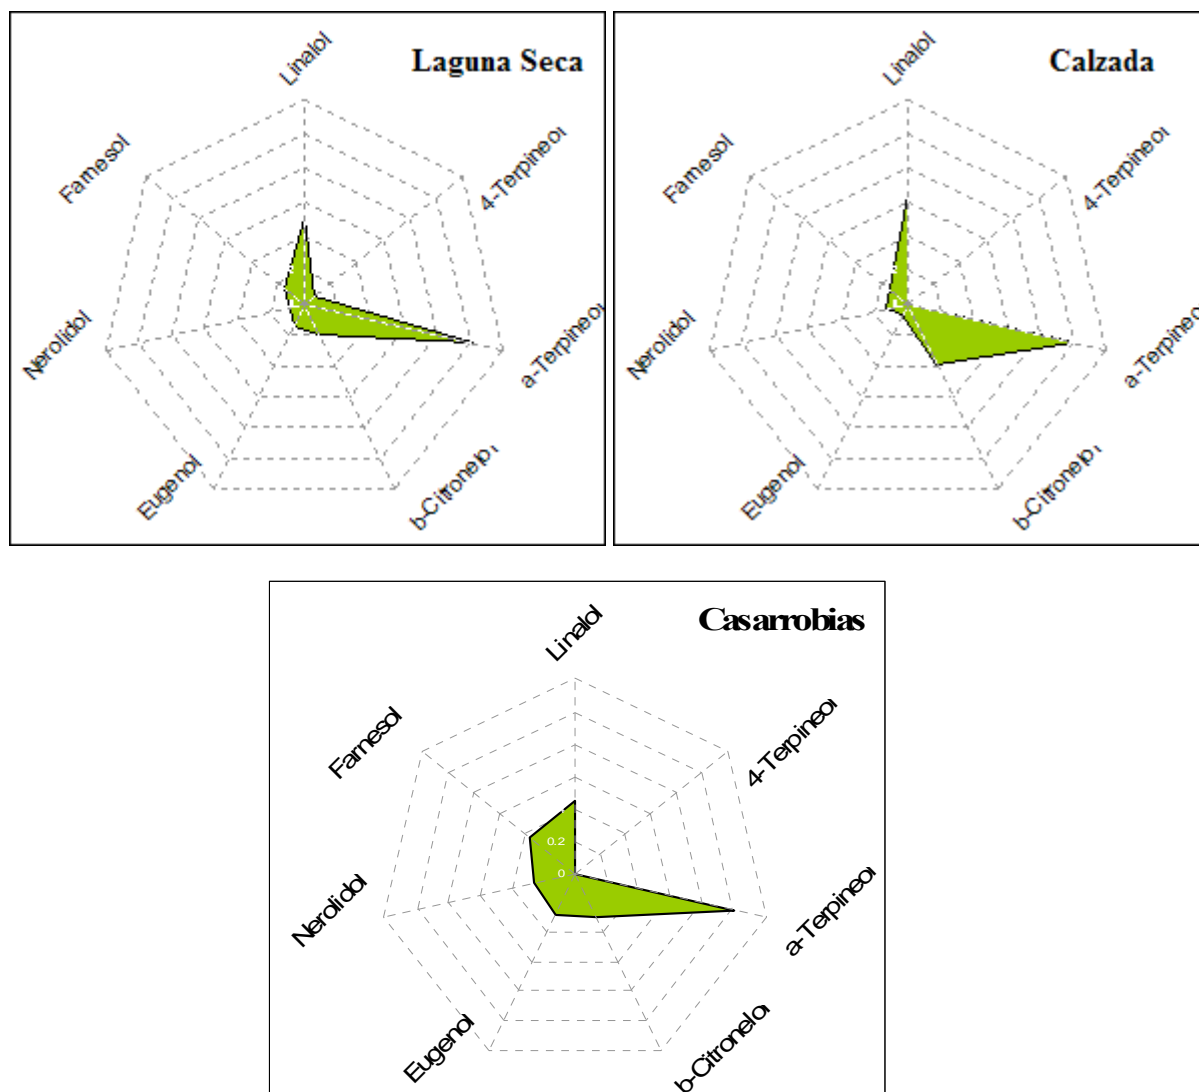 Laguna Seca
Linalol
4-Terpineol
a-Terpineol
b-Citronelol
Eugenol
Nerolidol
Farnesol
Calzada
Linalol
4-Terpineol
a-Terpineol
b-Citronelol
Eugenol
Nerolidol
Farnesol
Casarrobias
Linalol
4-Terpineol
a-Terpineol
b-Citronelol
Eugenol
Nerolidol
Farnesol
0.2
0